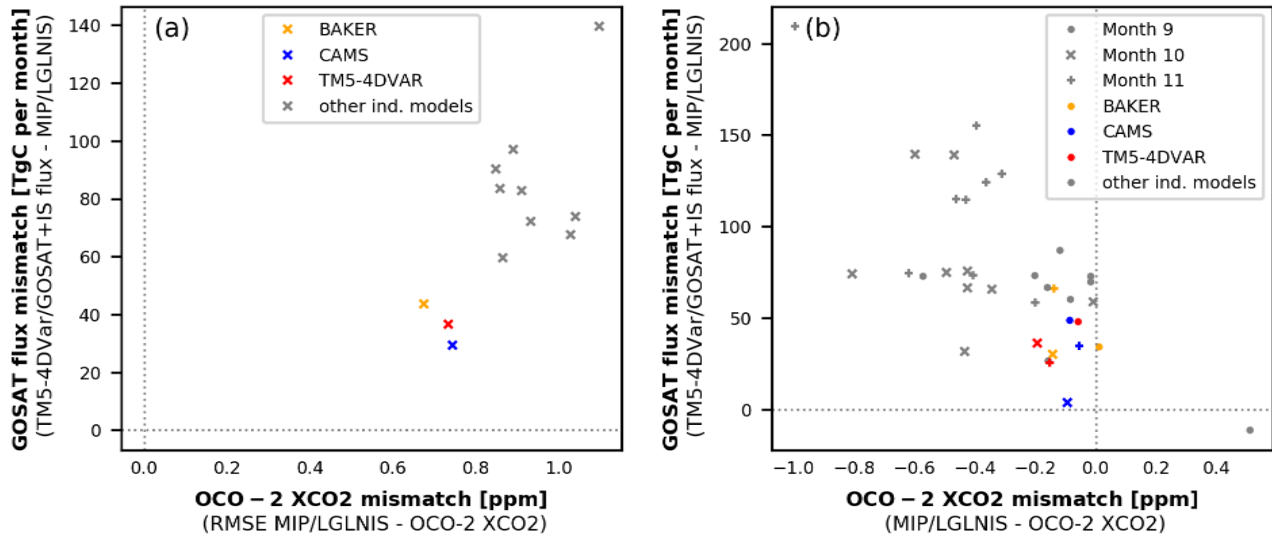 GOSAT flux mismatch [TgC per month]
(TM5-4DVar/GOSAT+IS flux - MIP/LGLNIS)
140
120
100
80
60
40
20
0
(a)
BAKER
CAMS
TM5-4DVAR
other ind. models
0.0 0.2 0.4 0.6 0.8 1.0
OCO − 2 XCO2 mismatch [ppm]
(RMSE MIP/LGLNIS - OCO-2 XCO2)
GOSAT flux mismatch [TgC per month]
(TM5-4DVar/GOSAT+IS flux - MIP/LGLNIS)
200
150
100
50
0
(b)
Month 9
Month 10
Month 11
BAKER
CAMS
TM5-4DVAR
other ind. models
−1.0 −0.8 −0.6 −0.4 −0.2 0.0 0.2 0.4
OCO − 2 XCO2 mismatch [ppm]
(MIP/LGLNIS - OCO-2 XCO2)